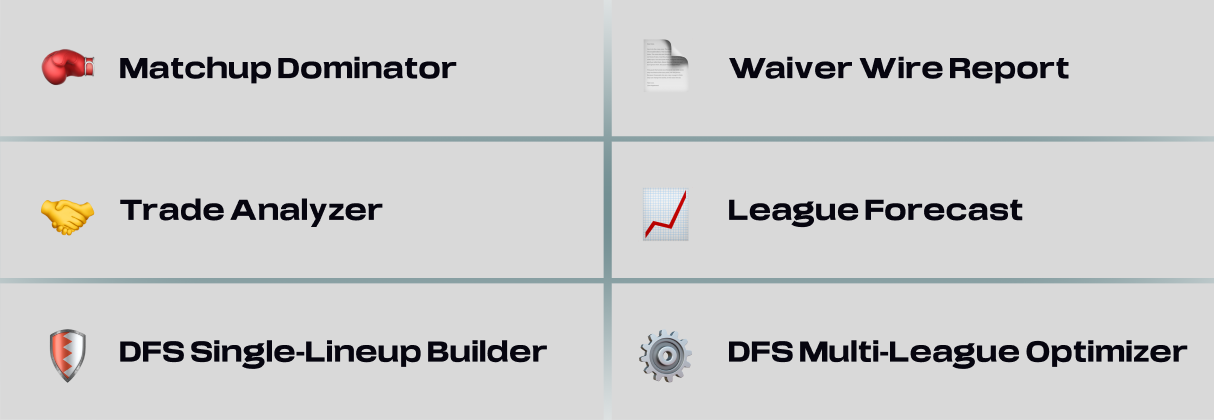 Matchup Dominator
Waiver Wire Report
Trade Analyzer
League Forecast
DFS Single-Lineup Builder
DFS Multi-League Optimizer